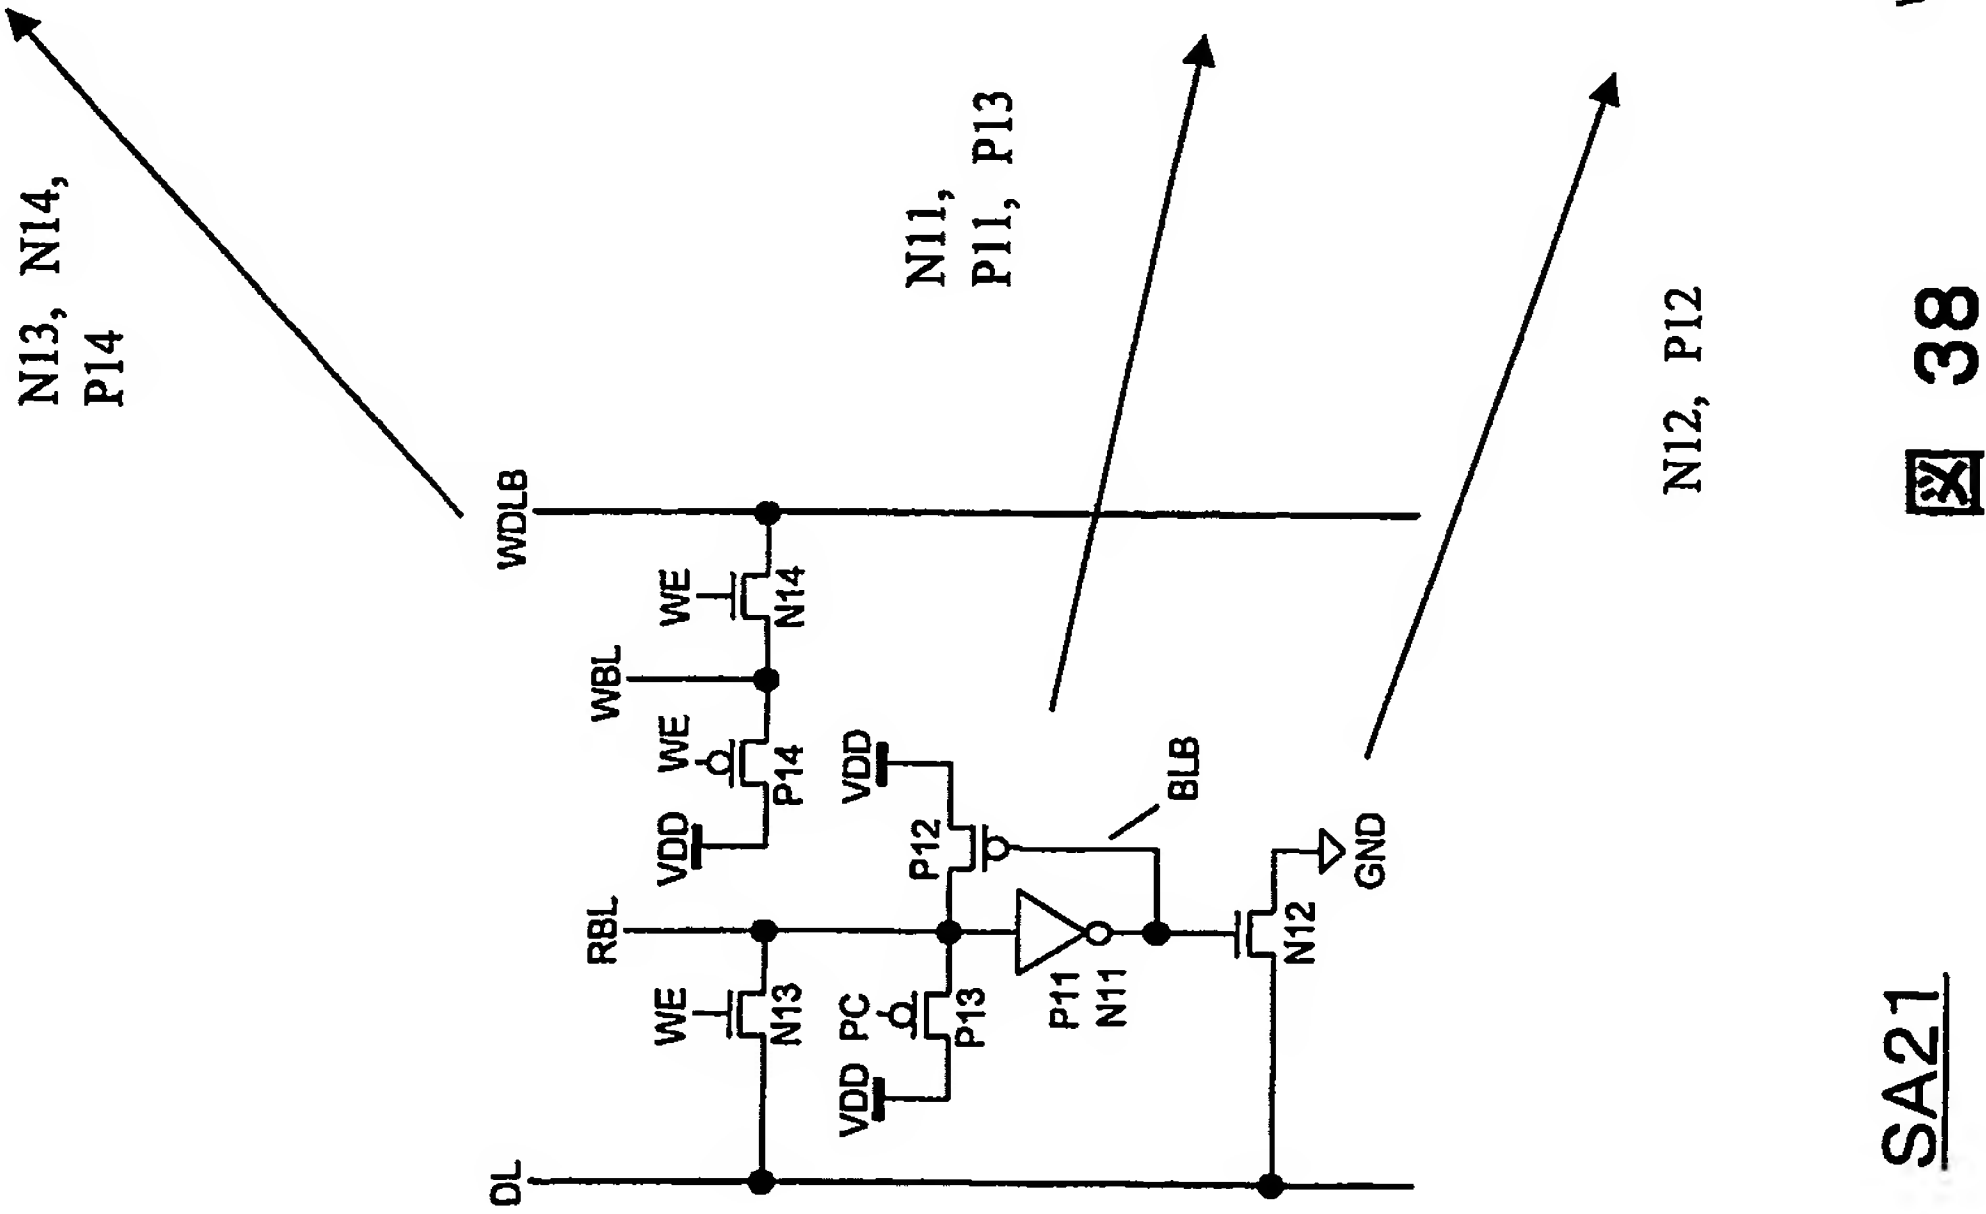 図 38
SA21
DL
WDLB
RBL
WBL
WE
N13
VDD
WE
P14
WE
N14
VDD
PC
P13
P12
VDD
P11
N11
BLB
N12
GND
N13, N14,
P14
N11,
P11, P13
N12, P12